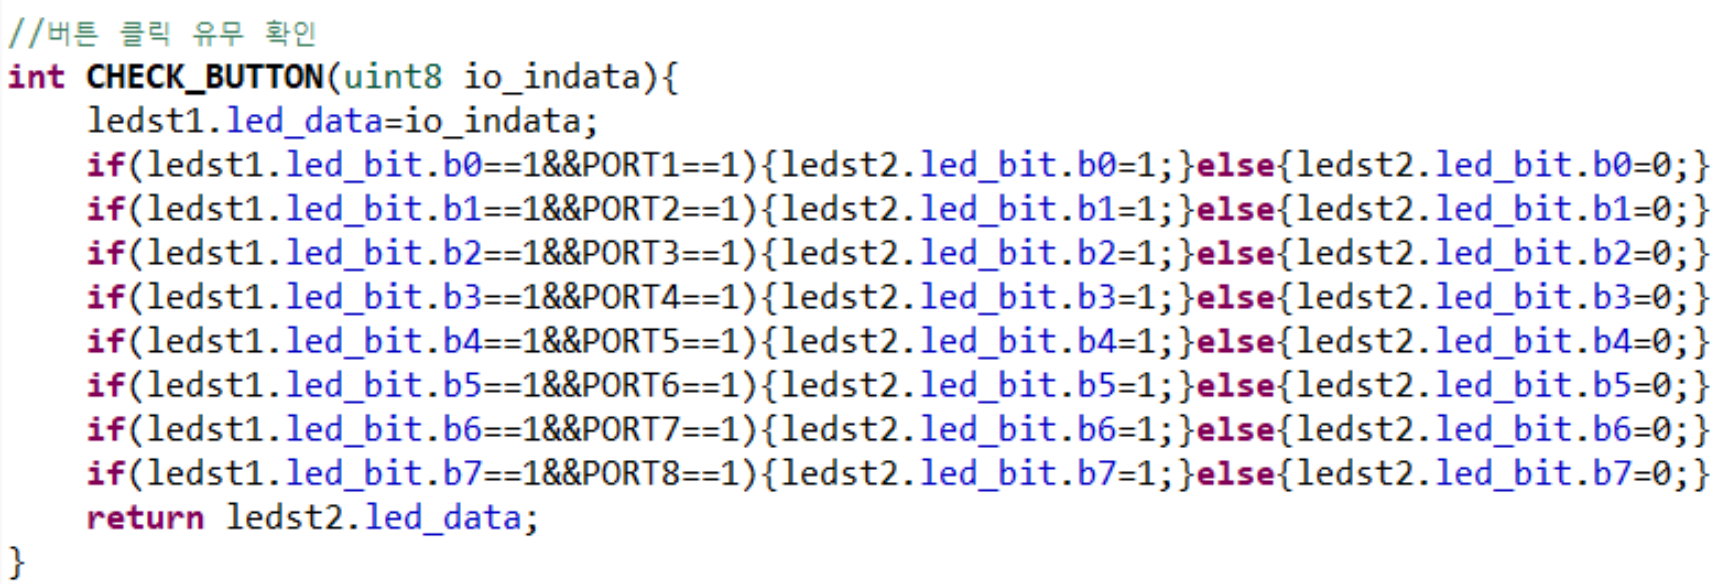 //버튼 클릭 유무 확인
int CHECK_BUTTON(uint8 io_indata){
    ledst1.led_data=io_indata;
    if(ledst1.led_bit.b0==1&&PORT1==1){ledst2.led_bit.b0=1;}else{ledst2.led_bit.b0=0;}
    if(ledst1.led_bit.b1==1&&PORT2==1){ledst2.led_bit.b1=1;}else{ledst2.led_bit.b1=0;}
    if(ledst1.led_bit.b2==1&&PORT3==1){ledst2.led_bit.b2=1;}else{ledst2.led_bit.b2=0;}
    if(ledst1.led_bit.b3==1&&PORT4==1){ledst2.led_bit.b3=1;}else{ledst2.led_bit.b3=0;}
    if(ledst1.led_bit.b4==1&&PORT5==1){ledst2.led_bit.b4=1;}else{ledst2.led_bit.b4=0;}
    if(ledst1.led_bit.b5==1&&PORT6==1){ledst2.led_bit.b5=1;}else{ledst2.led_bit.b5=0;}
    if(ledst1.led_bit.b6==1&&PORT7==1){ledst2.led_bit.b6=1;}else{ledst2.led_bit.b6=0;}
    if(ledst1.led_bit.b7==1&&PORT8==1){ledst2.led_bit.b7=1;}else{ledst2.led_bit.b7=0;}
    return ledst2.led_data;
}